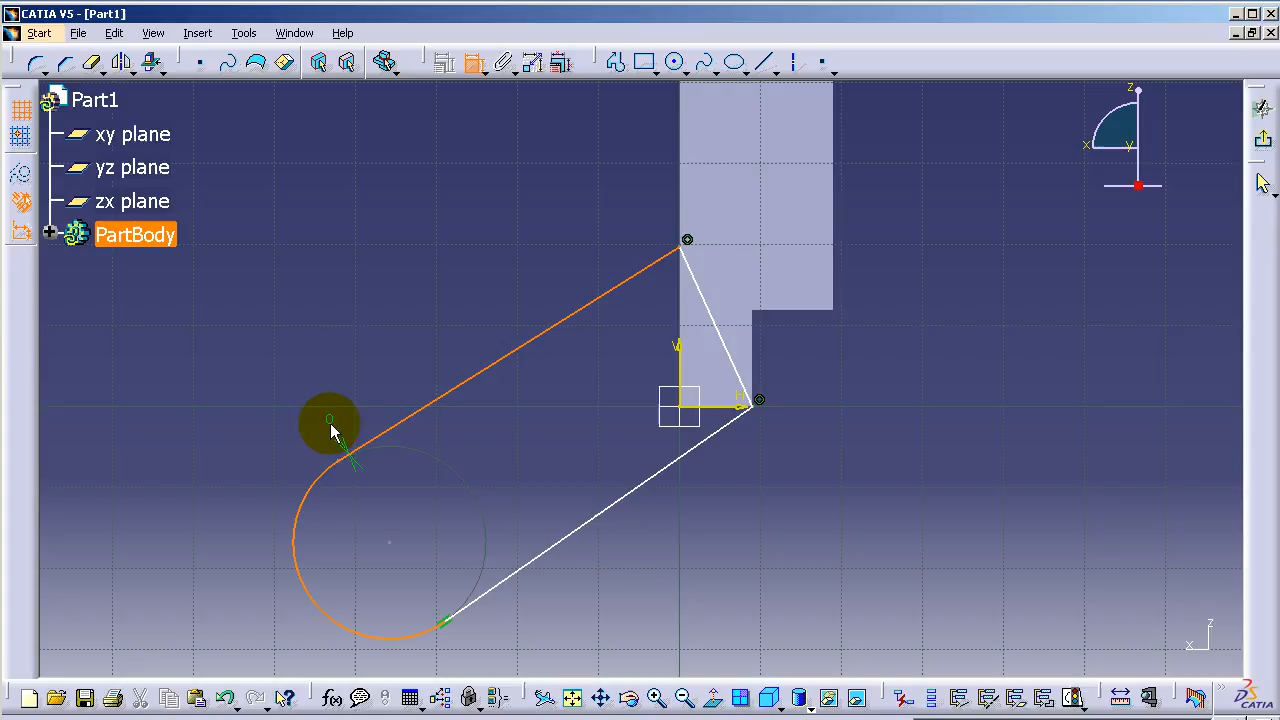 CATIA V5 - [Part1]
Start File Edit View Insert Tools Window Help
Part1
xy plane
yz plane
zx plane
PartBody
z
x
y
V
H
z
x
f(x)
CATIA